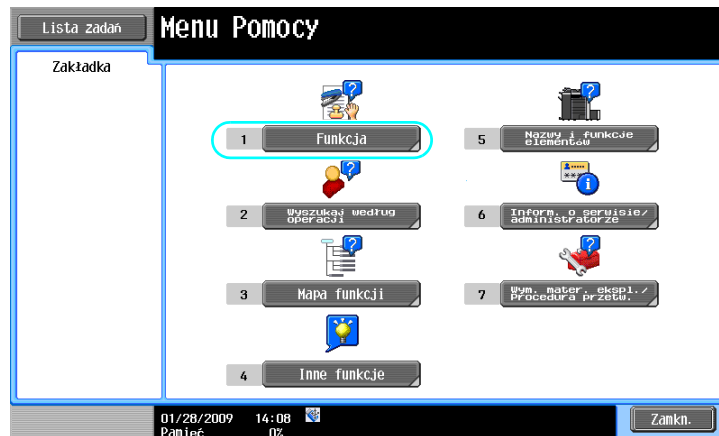 Lista zadań
Menu Pomocy
Zakładka
1 Funkcja
5 Nazwy i funkcje
elementów
2 Wyszukaj według
operacji
6 Inform. o serwisie/
administratorze
3 Mapa funkcji
7 Wym. mater. ekspl./
Procedura przetw.
4 Inne funkcje
01/28/2009 14:08
Pamięć 0%
Zamkn.